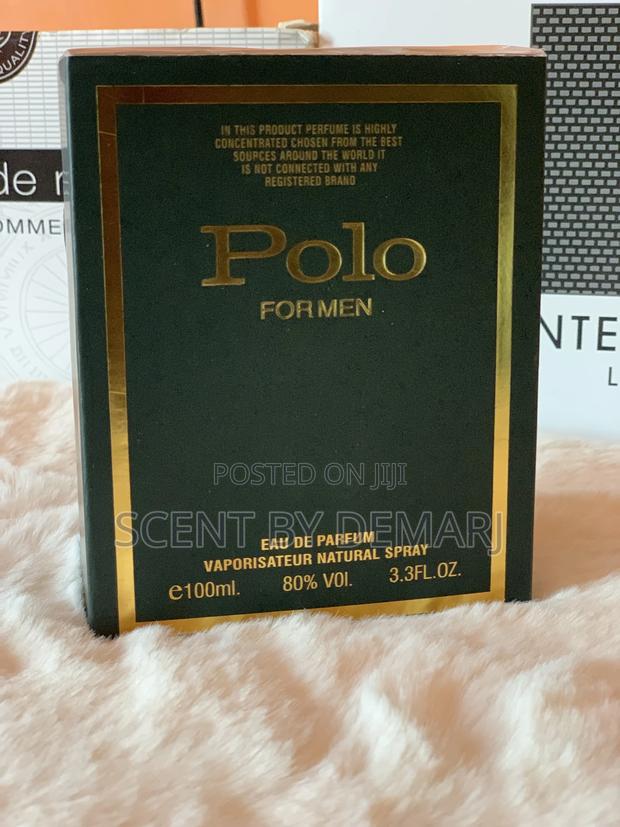 QUALITY
de
OMME
IN THIS PRODUCT PERFUME IS HIGHLY
CONCENTRATED CHOSEN FROM THE BEST
SOURCES AROUND THE WORLD IT
IS NOT CONNECTED WITH ANY
REGISTERED BRAND
Polo
FOR MEN
NTE
L
POSTED ON JIJI
SCENT BY DEMARJ
EAU DE PARFUM
VAPORISATEUR NATURAL SPRAY
e100ml. 80% VOl. 3.3FL.OZ.